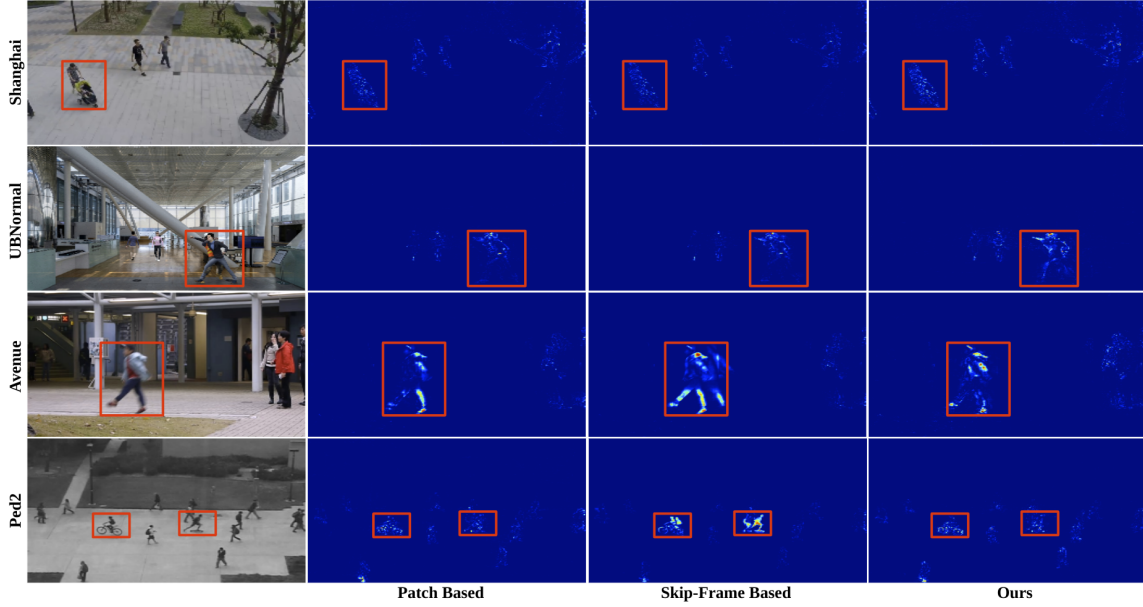 Shanghai
UBNormal
Avenue
Ped2
Patch Based
Skip-Frame Based
Ours